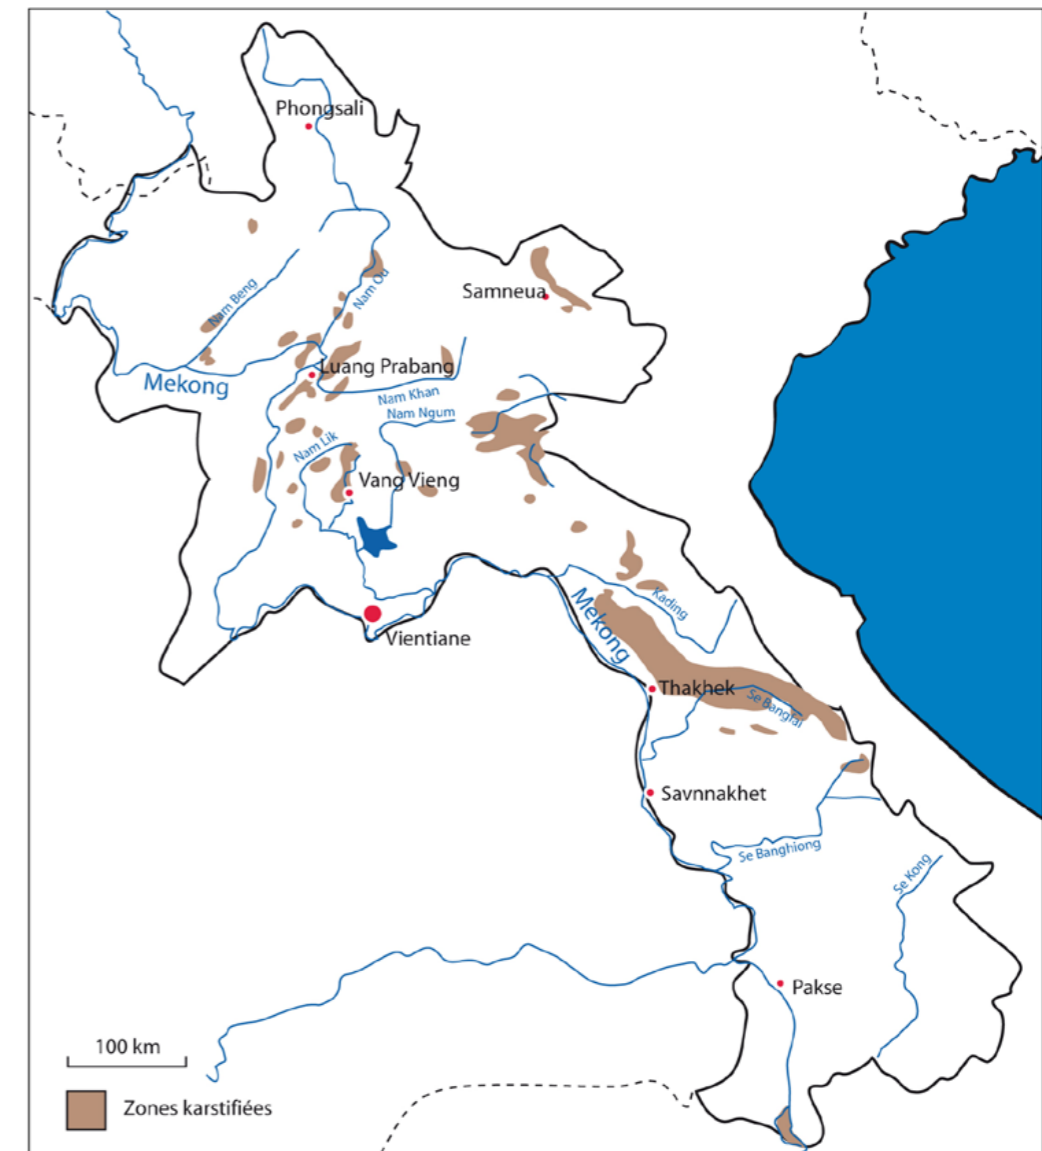 Phongsali
Samneua
Nam Beng
Nam Ou
Luang Prabang
Mekong
Nam Khan
Nam Ngum
Nam Lik
Vang Vieng
Mekong
Kading
Vientiane
Thakhek
Se Bangfai
Savnnakhet
Se Banghiong
Se Kong
Pakse
100 km
Zones karstifiées